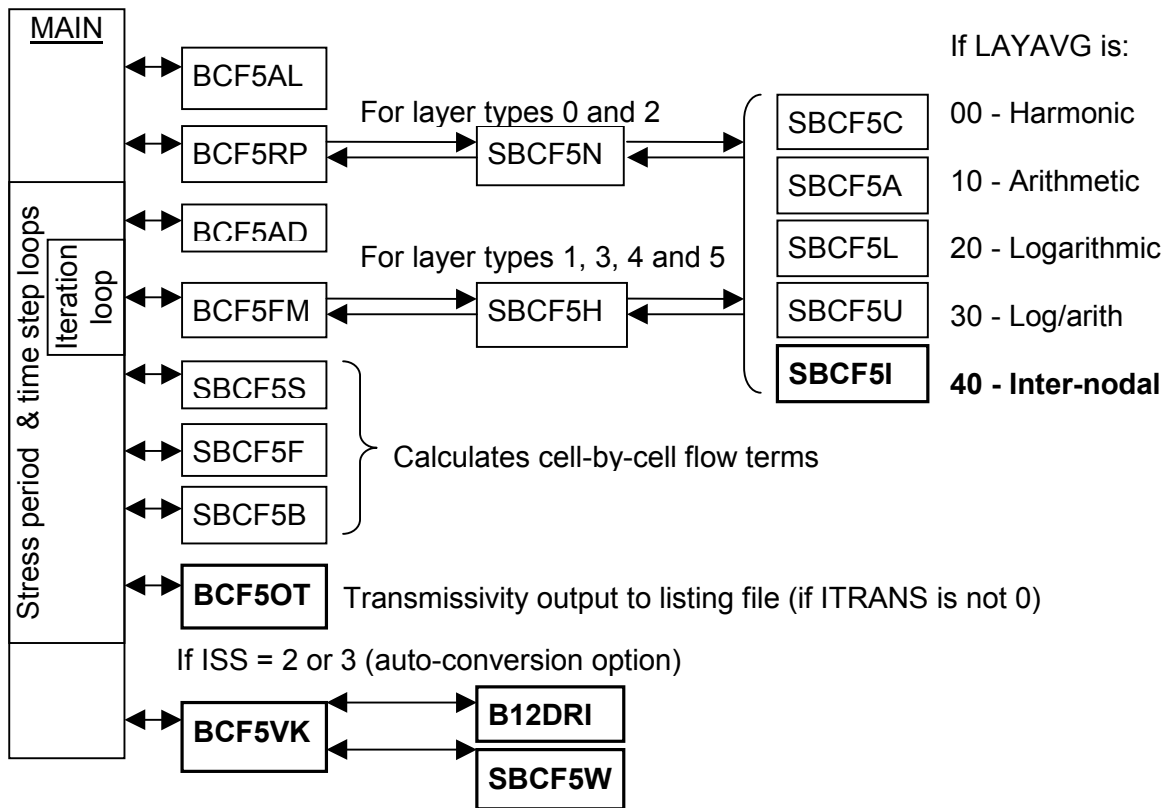 MAIN
If LAYAVG is:
BCF5AL
For layer types 0 and 2
SBCF5C
00 - Harmonic
BCF5RP
SBCF5N
SBCF5A
10 - Arithmetic
Stress period & time step loops
Iteration
loop
BCF5AD
For layer types 1, 3, 4 and 5
SBCF5L
20 - Logarithmic
BCF5FM
SBCF5H
SBCF5U
30 - Log/arith
SBCF5I
40 - Inter-nodal
SBCF5S
SBCF5F
Calculates cell-by-cell flow terms
SBCF5B
BCF5OT
Transmissivity output to listing file (if ITRANS is not 0)
If ISS = 2 or 3 (auto-conversion option)
BCF5VK
B12DRI
SBCF5W